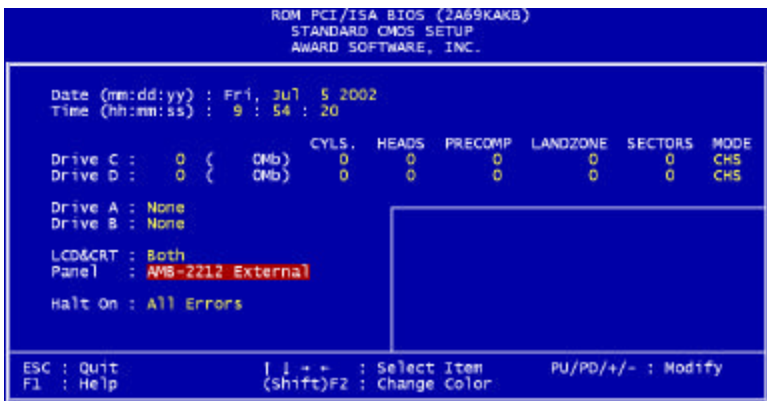 ROM PCI/ISA BIOS (2A69KAKB)
STANDARD CMOS SETUP
AWARD SOFTWARE, INC.
Date (mm:dd:yy) : Fri, Jul 5 2002
Time (hh:mm:ss) : 9 : 54 : 20
CYLS. HEADS PRECOMP LANDZONE SECTORS MODE
Drive C : 0 ( 0Mb) 0 0 0 0 0 CHS
Drive D : 0 ( 0Mb) 0 0 0 0 0 CHS
Drive A : None
Drive B : None
LCD&CRT : Both
Panel : AMB-2212 External
Halt On : All Errors
ESC : Quit ↑ ↓ → ← : Select Item PU/PD/+/- : Modify
F1 : Help (Shift)F2 : Change Color